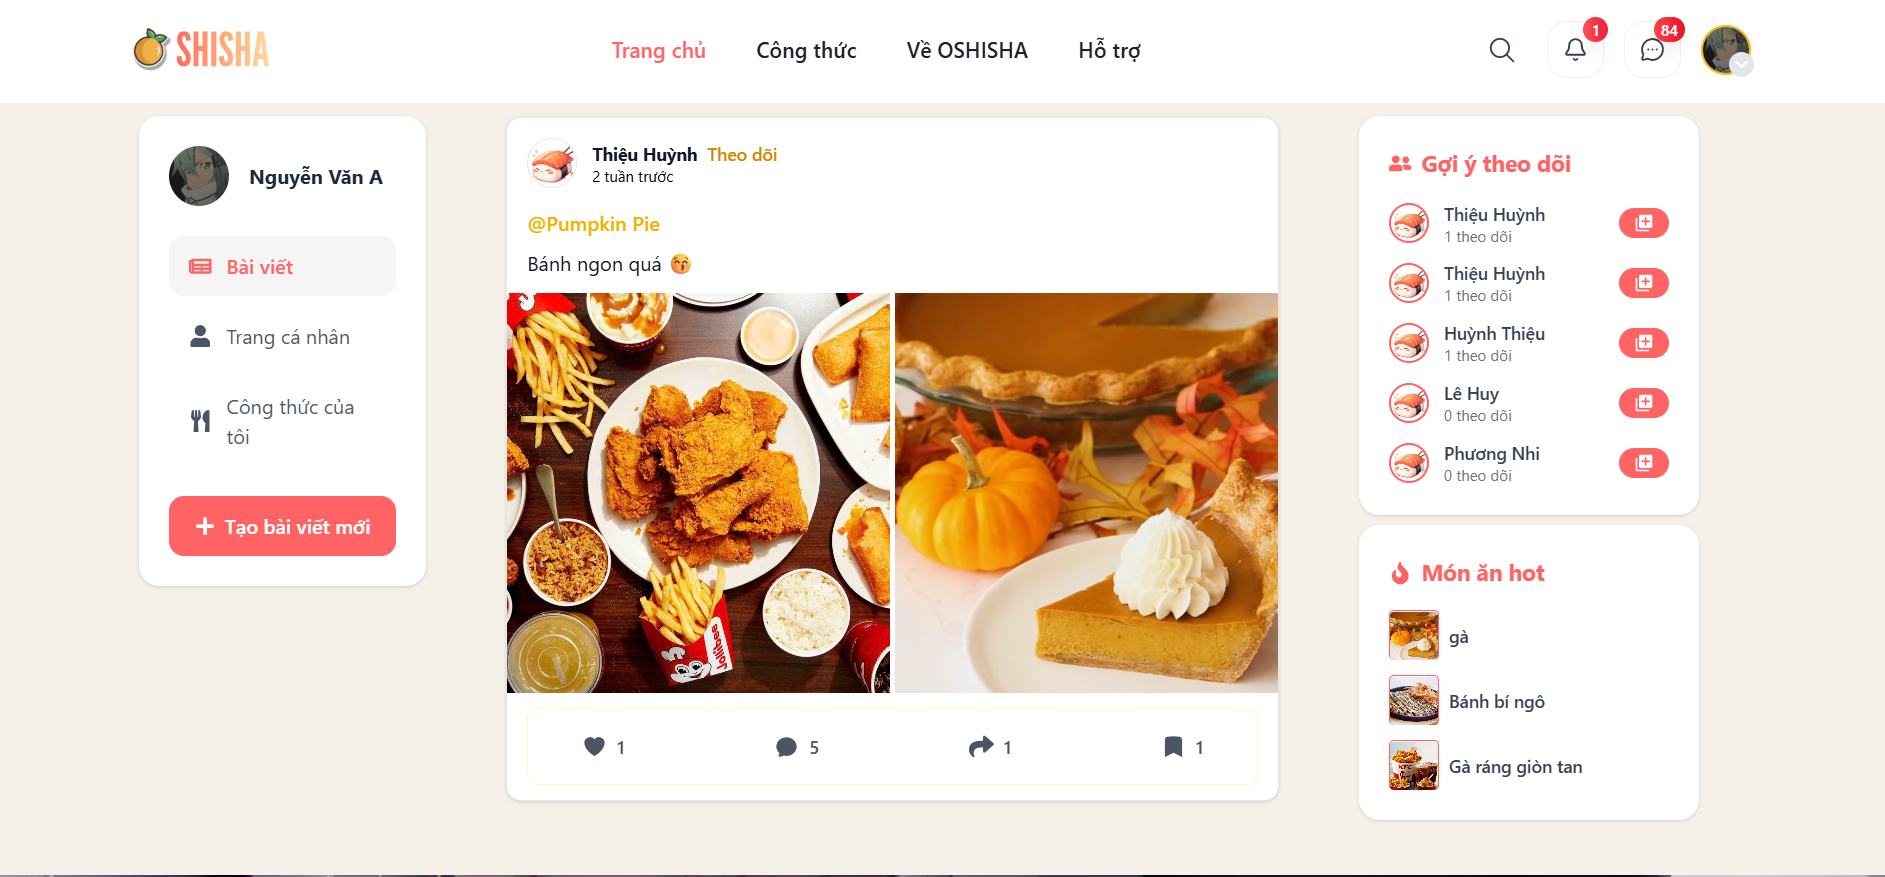 SHISHA
Trang chủ
Công thức
Về OSHISHA
Hỗ trợ
1
84
Nguyễn Văn A
Bài viết
Trang cá nhân
Công thức của
tôi
Tạo bài viết mới
Thiệu Huỳnh Theo dõi
2 tuần trước
@Pumpkin Pie
Bánh ngon quá 😚
Jollibee
1
5
1
1
Gợi ý theo dõi
Thiệu Huỳnh
1 theo dõi
Thiệu Huỳnh
1 theo dõi
Huỳnh Thiệu
1 theo dõi
Lê Huy
0 theo dõi
Phương Nhi
0 theo dõi
Món ăn hot
gà
Bánh bí ngô
KFC
Gà ráng giòn tan